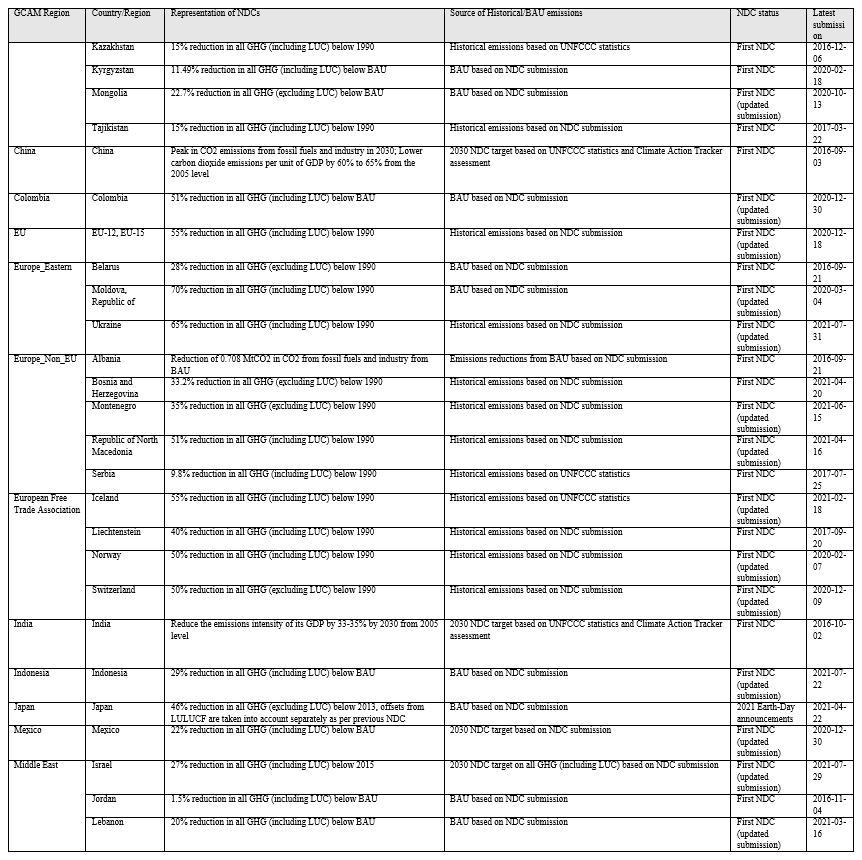 GCAM Region Country/Region Representation of NDCs Source of Historical/BAU emissions NDC status Latest
submissi
on
Kazakhstan 15% reduction in all GHG (including LUC) below 1990 Historical emissions based on UNFCCC statistics First NDC 2016-12-
06
Kyrgyzstan 11.49% reduction in all GHG (including LUC) below BAU BAU based on NDC submission First NDC 2020-02-
18
Mongolia 22.7% reduction in all GHG (excluding LUC) below BAU BAU based on NDC submission First NDC 2020-10-
(updated 13
submission)
Tajikistan 15% reduction in all GHG (including LUC) below 1990 Historical emissions based on NDC submission First NDC 2017-03-
22
China China Peak in CO2 emissions from fossil fuels and industry in 2030; Lower 2030 NDC target based on UNFCCC statistics and Climate Action Tracker First NDC 2016-09-
carbon dioxide emissions per unit of GDP by 60% to 65% from the assessment 03
2005 level
Colombia Colombia 51% reduction in all GHG (including LUC) below BAU BAU based on NDC submission First NDC 2020-12-
(updated 30
submission)
EU EU-12, EU-15 55% reduction in all GHG (including LUC) below 1990 Historical emissions based on NDC submission First NDC 2020-12-
(updated 18
submission)
Europe_Eastern Belarus 28% reduction in all GHG (excluding LUC) below 1990 BAU based on NDC submission First NDC 2016-09-
21
Moldova, 70% reduction in all GHG (including LUC) below 1990 BAU based on NDC submission First NDC 2020-03-
Republic of (updated 04
submission)
Ukraine 65% reduction in all GHG (including LUC) below 1990 Historical emissions based on NDC submission First NDC 2021-07-
(updated 31
submission)
Europe_Non_EU Albania Reduction of 0.708 MtCO2 in CO2 from fossil fuels and industry from Emissions reductions from BAU based on NDC submission First NDC 2016-09-
BAU 21
Bosnia and 33.2% reduction in all GHG (excluding LUC) below 1990 Historical emissions based on NDC submission First NDC 2021-04-
Herzegovina 20
Montenegro 35% reduction in all GHG (excluding LUC) below 1990 Historical emissions based on NDC submission First NDC 2021-06-
(updated 15
submission)
Republic of North 51% reduction in all GHG (including LUC) below 1990 Historical emissions based on NDC submission First NDC 2021-04-
Macedonia (updated 16
submission)
Serbia 9.8% reduction in all GHG (including LUC) below 1990 Historical emissions based on UNFCCC statistics First NDC 2017-07-
25
European Free Iceland 55% reduction in all GHG (including LUC) below 1990 Historical emissions based on UNFCCC statistics First NDC 2021-02-
Trade Association (updated 18
submission)
Liechtenstein 40% reduction in all GHG (including LUC) below 1990 Historical emissions based on NDC submission First NDC 2017-09-
20
Norway 50% reduction in all GHG (including LUC) below 1990 Historical emissions based on NDC submission First NDC 2020-02-
(updated 07
submission)
Switzerland 50% reduction in all GHG (excluding LUC) below 1990 Historical emissions based on NDC submission First NDC 2020-12-
(updated 09
submission)
India India Reduce the emissions intensity of its GDP by 33-35% by 2030 from 2005 2030 NDC target based on UNFCCC statistics and Climate Action Tracker First NDC 2016-10-
level assessment 02
Indonesia Indonesia 29% reduction in all GHG (including LUC) below BAU BAU based on NDC submission First NDC 2021-07-
(updated 22
submission)
Japan Japan 46% reduction in all GHG (excluding LUC) below 2013, offsets from BAU based on NDC submission 2021 Earth-Day 2021-04-
LULUCF are taken into account separately as per previous NDC announcements 22
Mexico Mexico 22% reduction in all GHG (including LUC) below BAU 2030 NDC target based on NDC submission First NDC 2020-12-
(updated 30
submission)
Middle East Israel 27% reduction in all GHG (including LUC) below 2015 2030 NDC target on all GHG (including LUC) based on NDC submission First NDC 2021-07-
(updated 29
submission)
Jordan 1.5% reduction in all GHG (including LUC) below BAU BAU based on NDC submission First NDC 2016-11-
04
Lebanon 20% reduction in all GHG (including LUC) below BAU BAU based on NDC submission First NDC 2021-03-
(updated 16
submission)